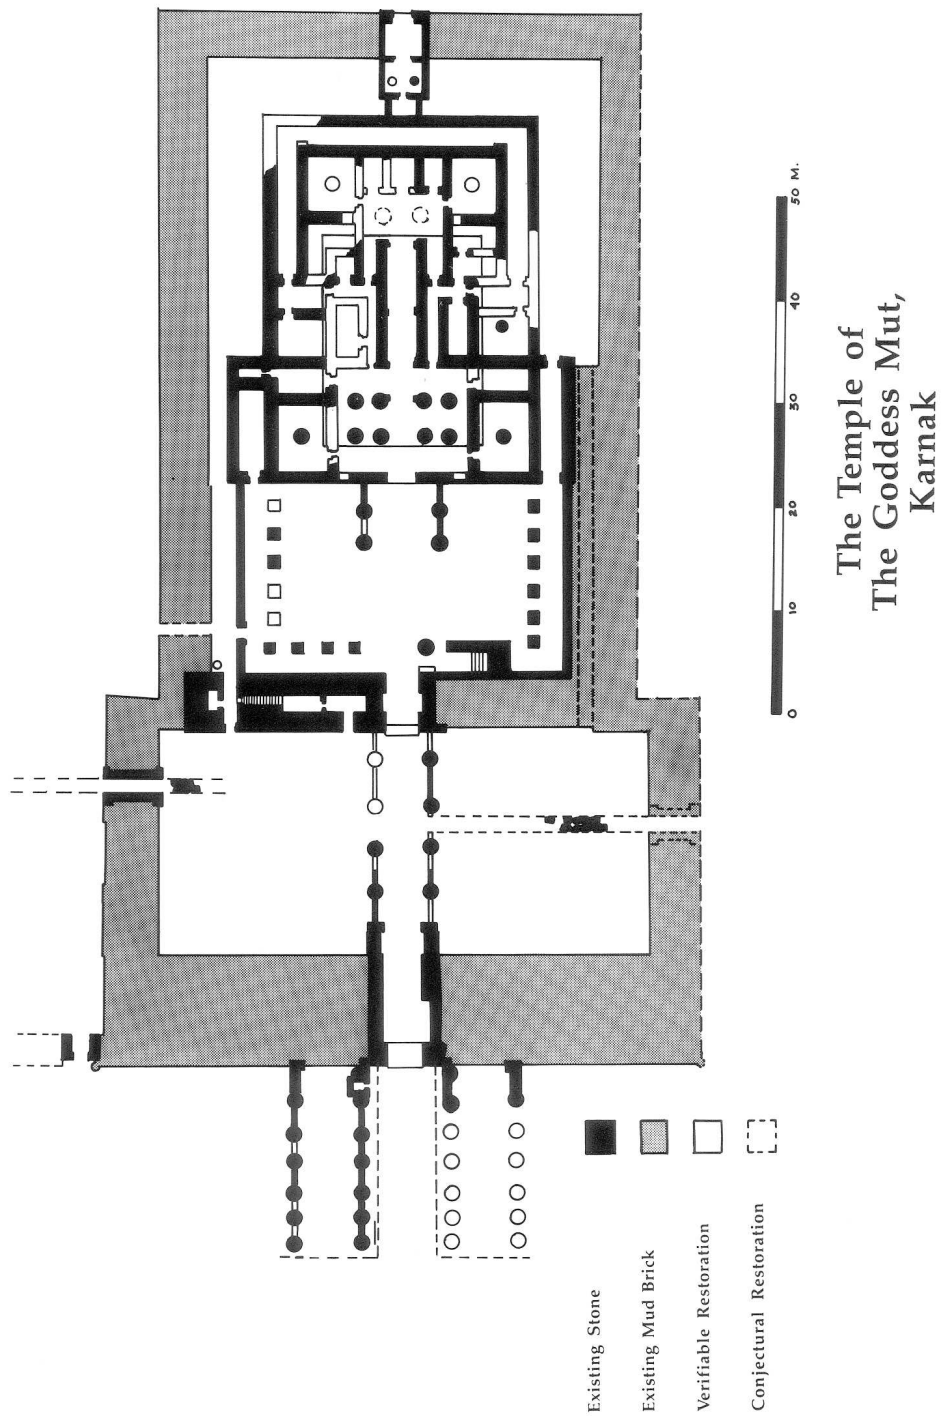 The Temple of
The Goddess Mut,
Karnak
0 10 20 30 40 50 M.
Existing Stone
Existing Mud Brick
Verifiable Restoration
Conjectural Restoration